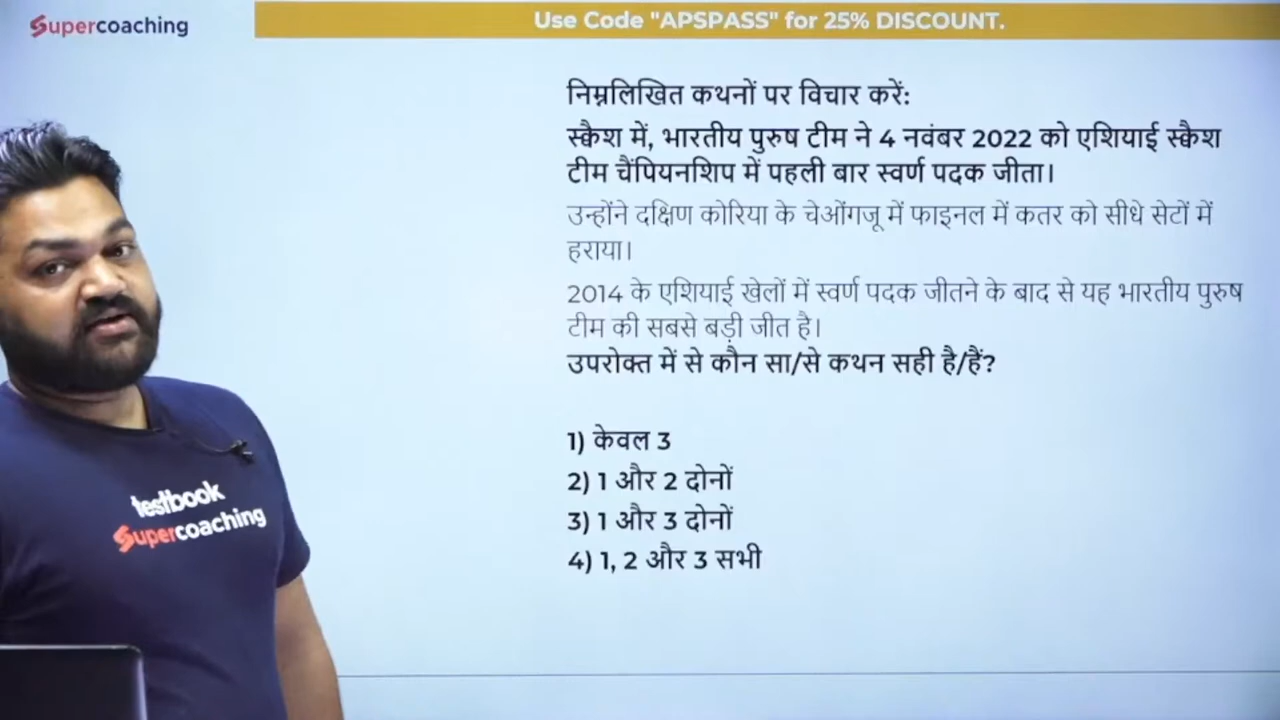 Supercoaching
Use Code "APSPASS" for 25% DISCOUNT.
निम्नलिखित कथनों पर विचार करें:
स्क्वैश में, भारतीय पुरुष टीम ने 4 नवंबर 2022 को एशियाई स्क्वैश
टीम चैंपियनशिप में पहली बार स्वर्ण पदक जीता।
उन्होंने दक्षिण कोरिया के चेओंगजू में फाइनल में कतर को सीधे सेटों में
हराया।
2014 के एशियाई खेलों में स्वर्ण पदक जीतने के बाद से यह भारतीय पुरुष
टीम की सबसे बड़ी जीत है।
उपरोक्त में से कौन सा/से कथन सही है/हैं?
1) केवल 3
2) 1 और 2 दोनों
3) 1 और 3 दोनों
4) 1, 2 और 3 सभी
testbook
Supercoaching